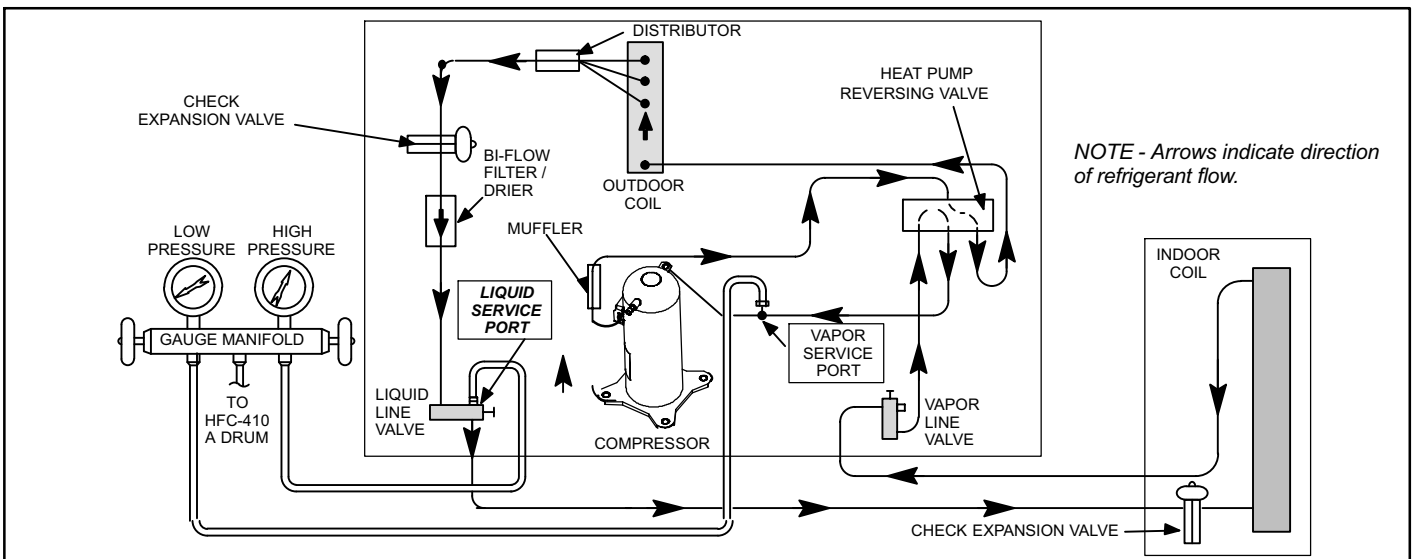 DISTRIBUTOR
HEAT PUMP
REVERSING VALVE
CHECK
EXPANSION VALVE
BI-FLOW
FILTER /
DRIER
OUTDOOR
COIL
NOTE - Arrows indicate direction
of refrigerant flow.
LOW
PRESSURE
HIGH
PRESSURE
MUFFLER
INDOOR
COIL
LIQUID
SERVICE
PORT
GAUGE MANIFOLD
VAPOR
SERVICE
PORT
TO
HFC-410
A DRUM
LIQUID
LINE
VALVE
COMPRESSOR
VAPOR
LINE
VALVE
CHECK EXPANSION VALVE